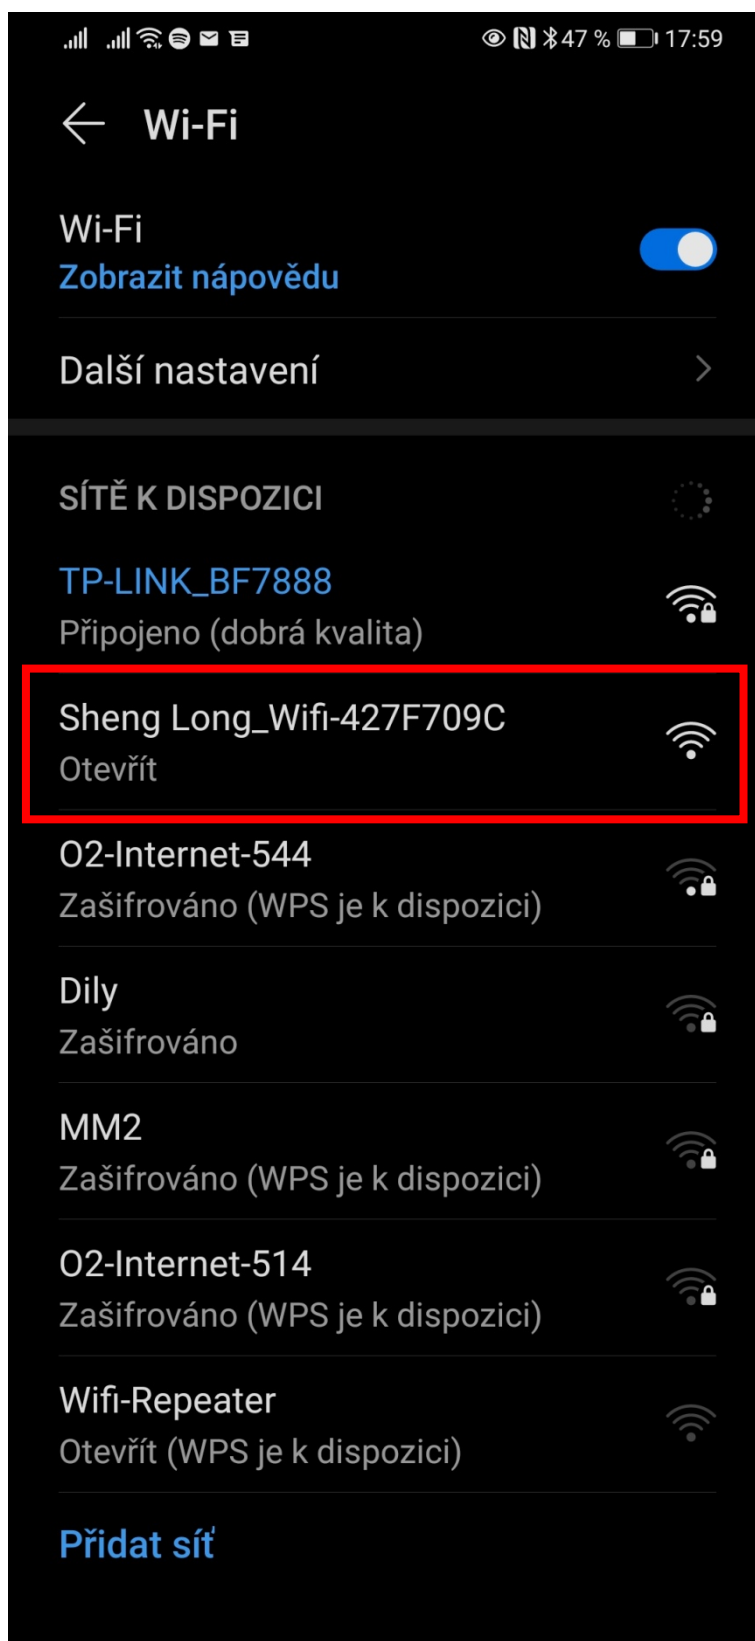 47 % 17:59
Wi-Fi
Wi-Fi
Zobrazit nápovědu
Další nastavení
SÍTĚ K DISPOZICI
TP-LINK_BF7888
Připojeno (dobrá kvalita)
Sheng Long_Wifi-427F709C
Otevřít
O2-Internet-544
Zašifrováno (WPS je k dispozici)
Dily
Zašifrováno
MM2
Zašifrováno (WPS je k dispozici)
O2-Internet-514
Zašifrováno (WPS je k dispozici)
Wifi-Repeater
Otevřít (WPS je k dispozici)
Přidat síť